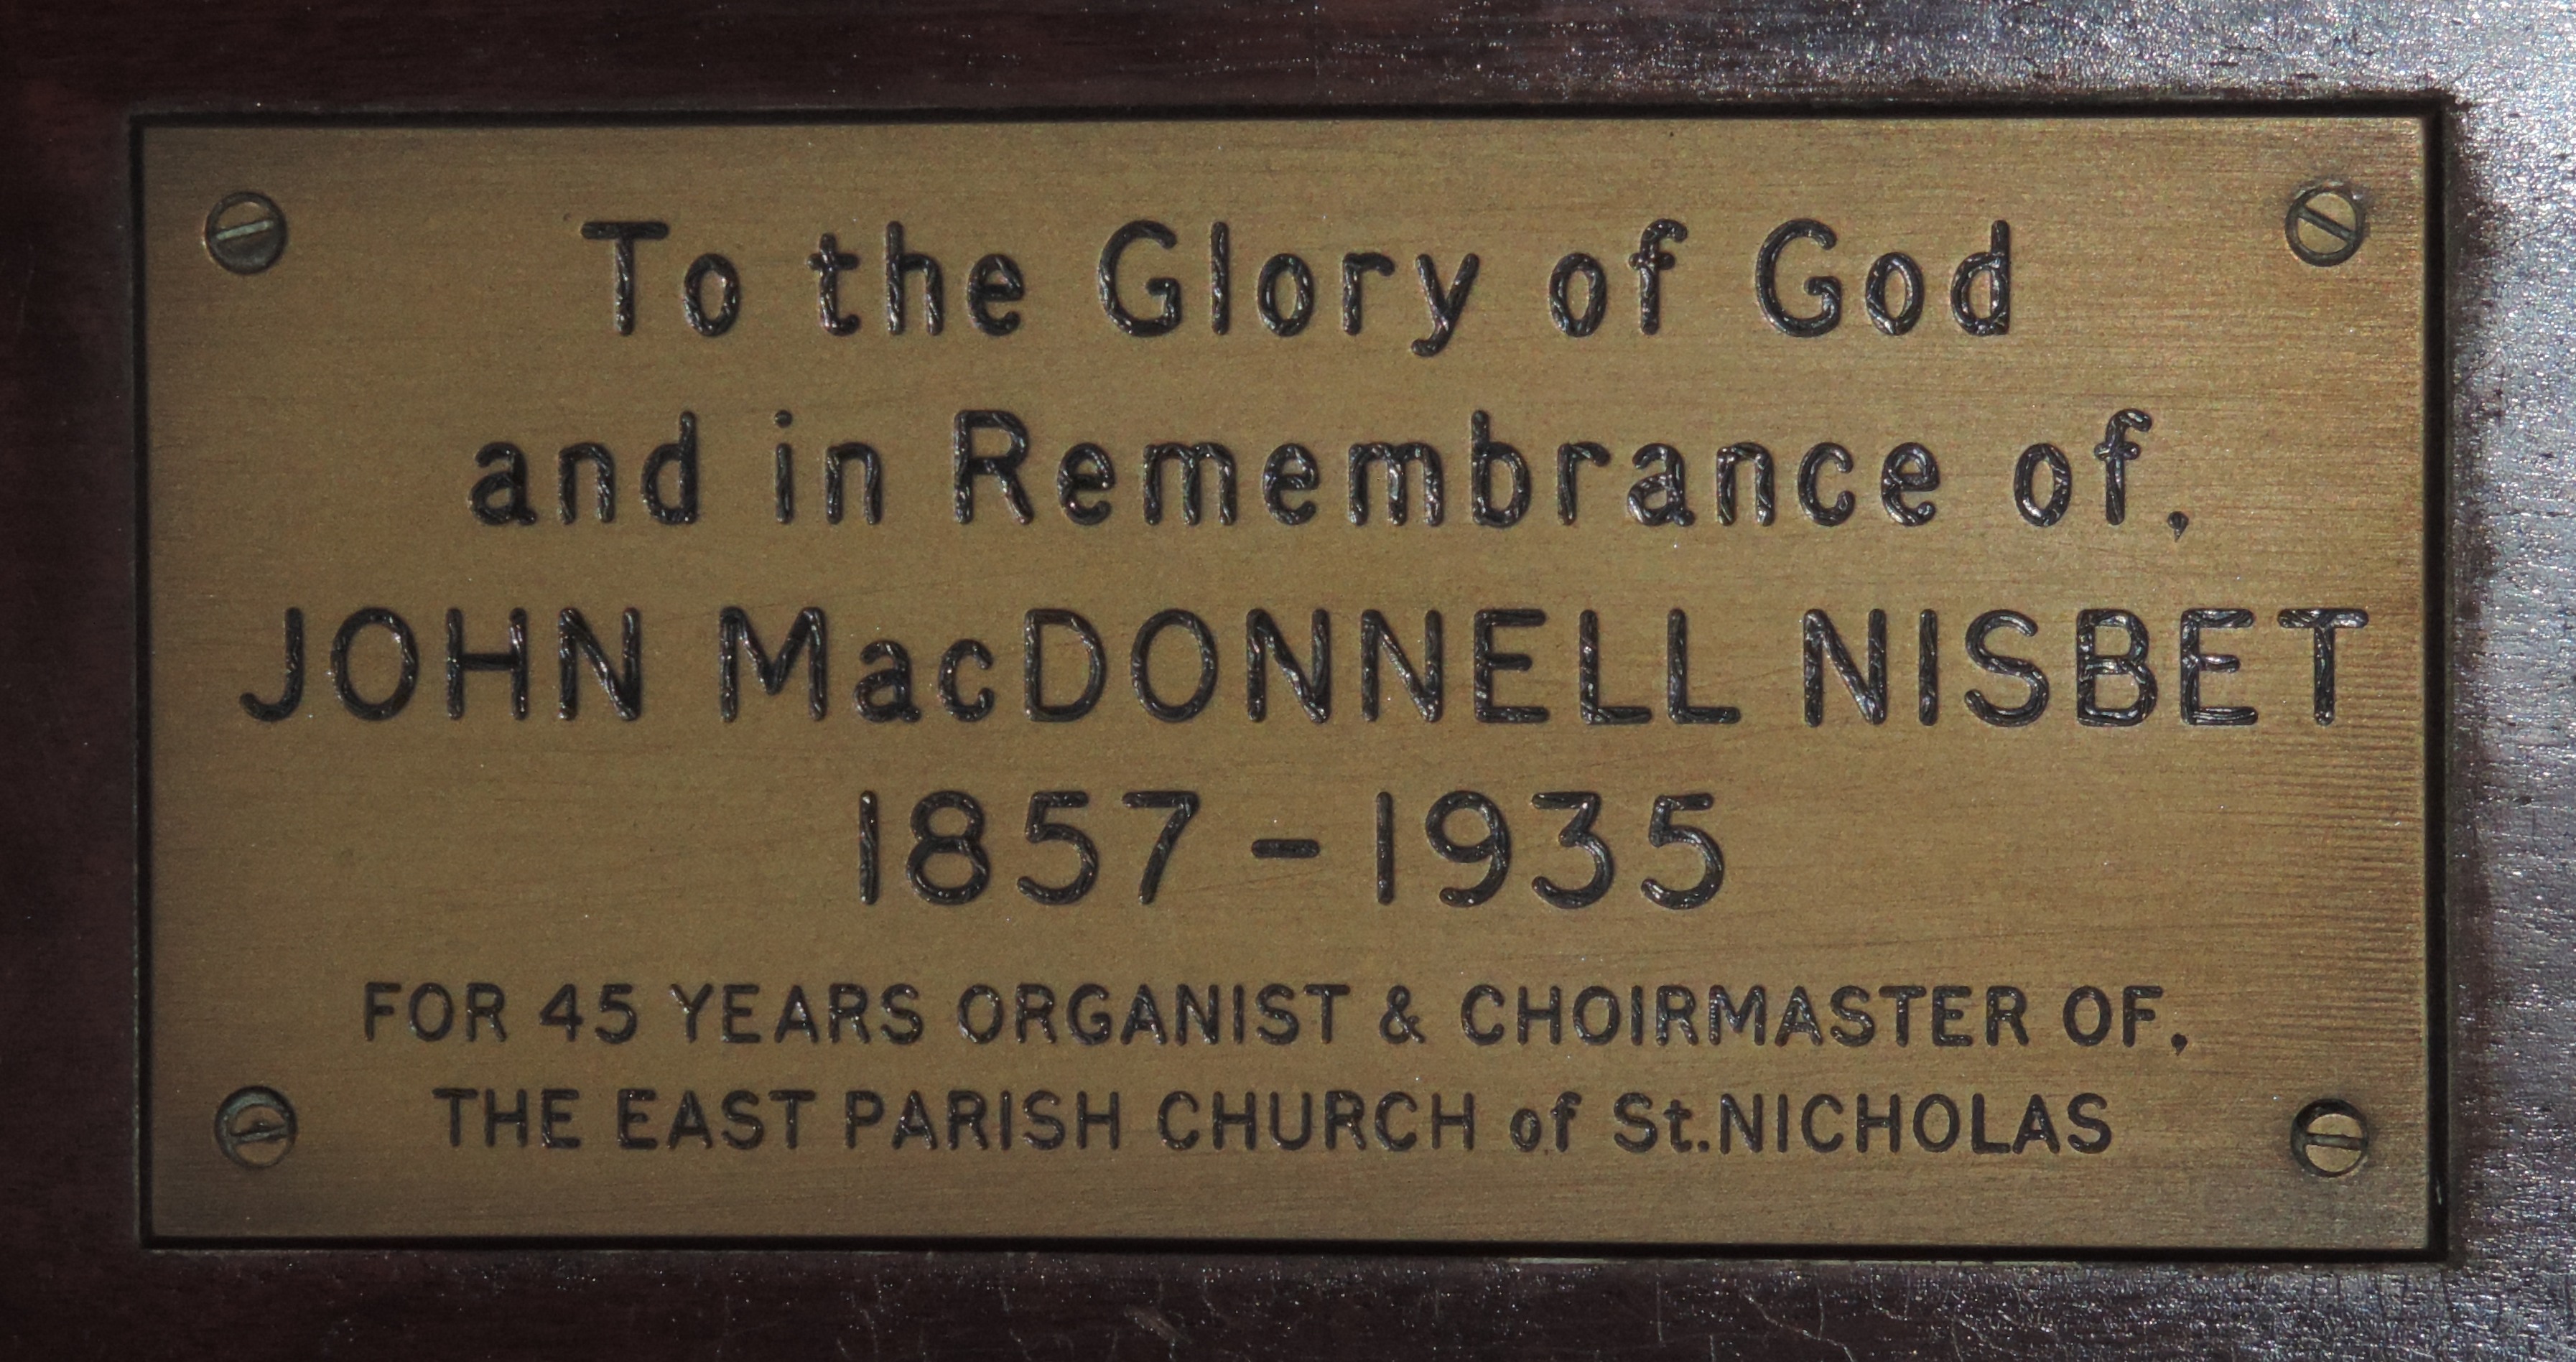 To the Glory of God
and in Remembrance of,
JOHN MacDONNELL NISBET
1857-1935
FOR 45 YEARS ORGANIST & CHOIRMASTER OF,
THE EAST PARISH CHURCH of St.NICHOLAS